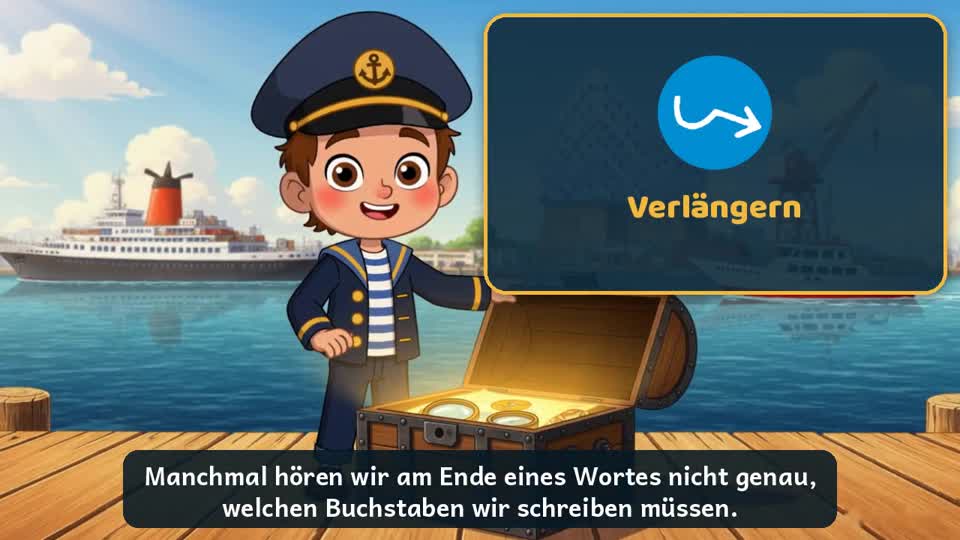 Verlängern
Manchmal hören wir am Ende eines Wortes nicht genau,
welchen Buchstaben wir schreiben müssen.